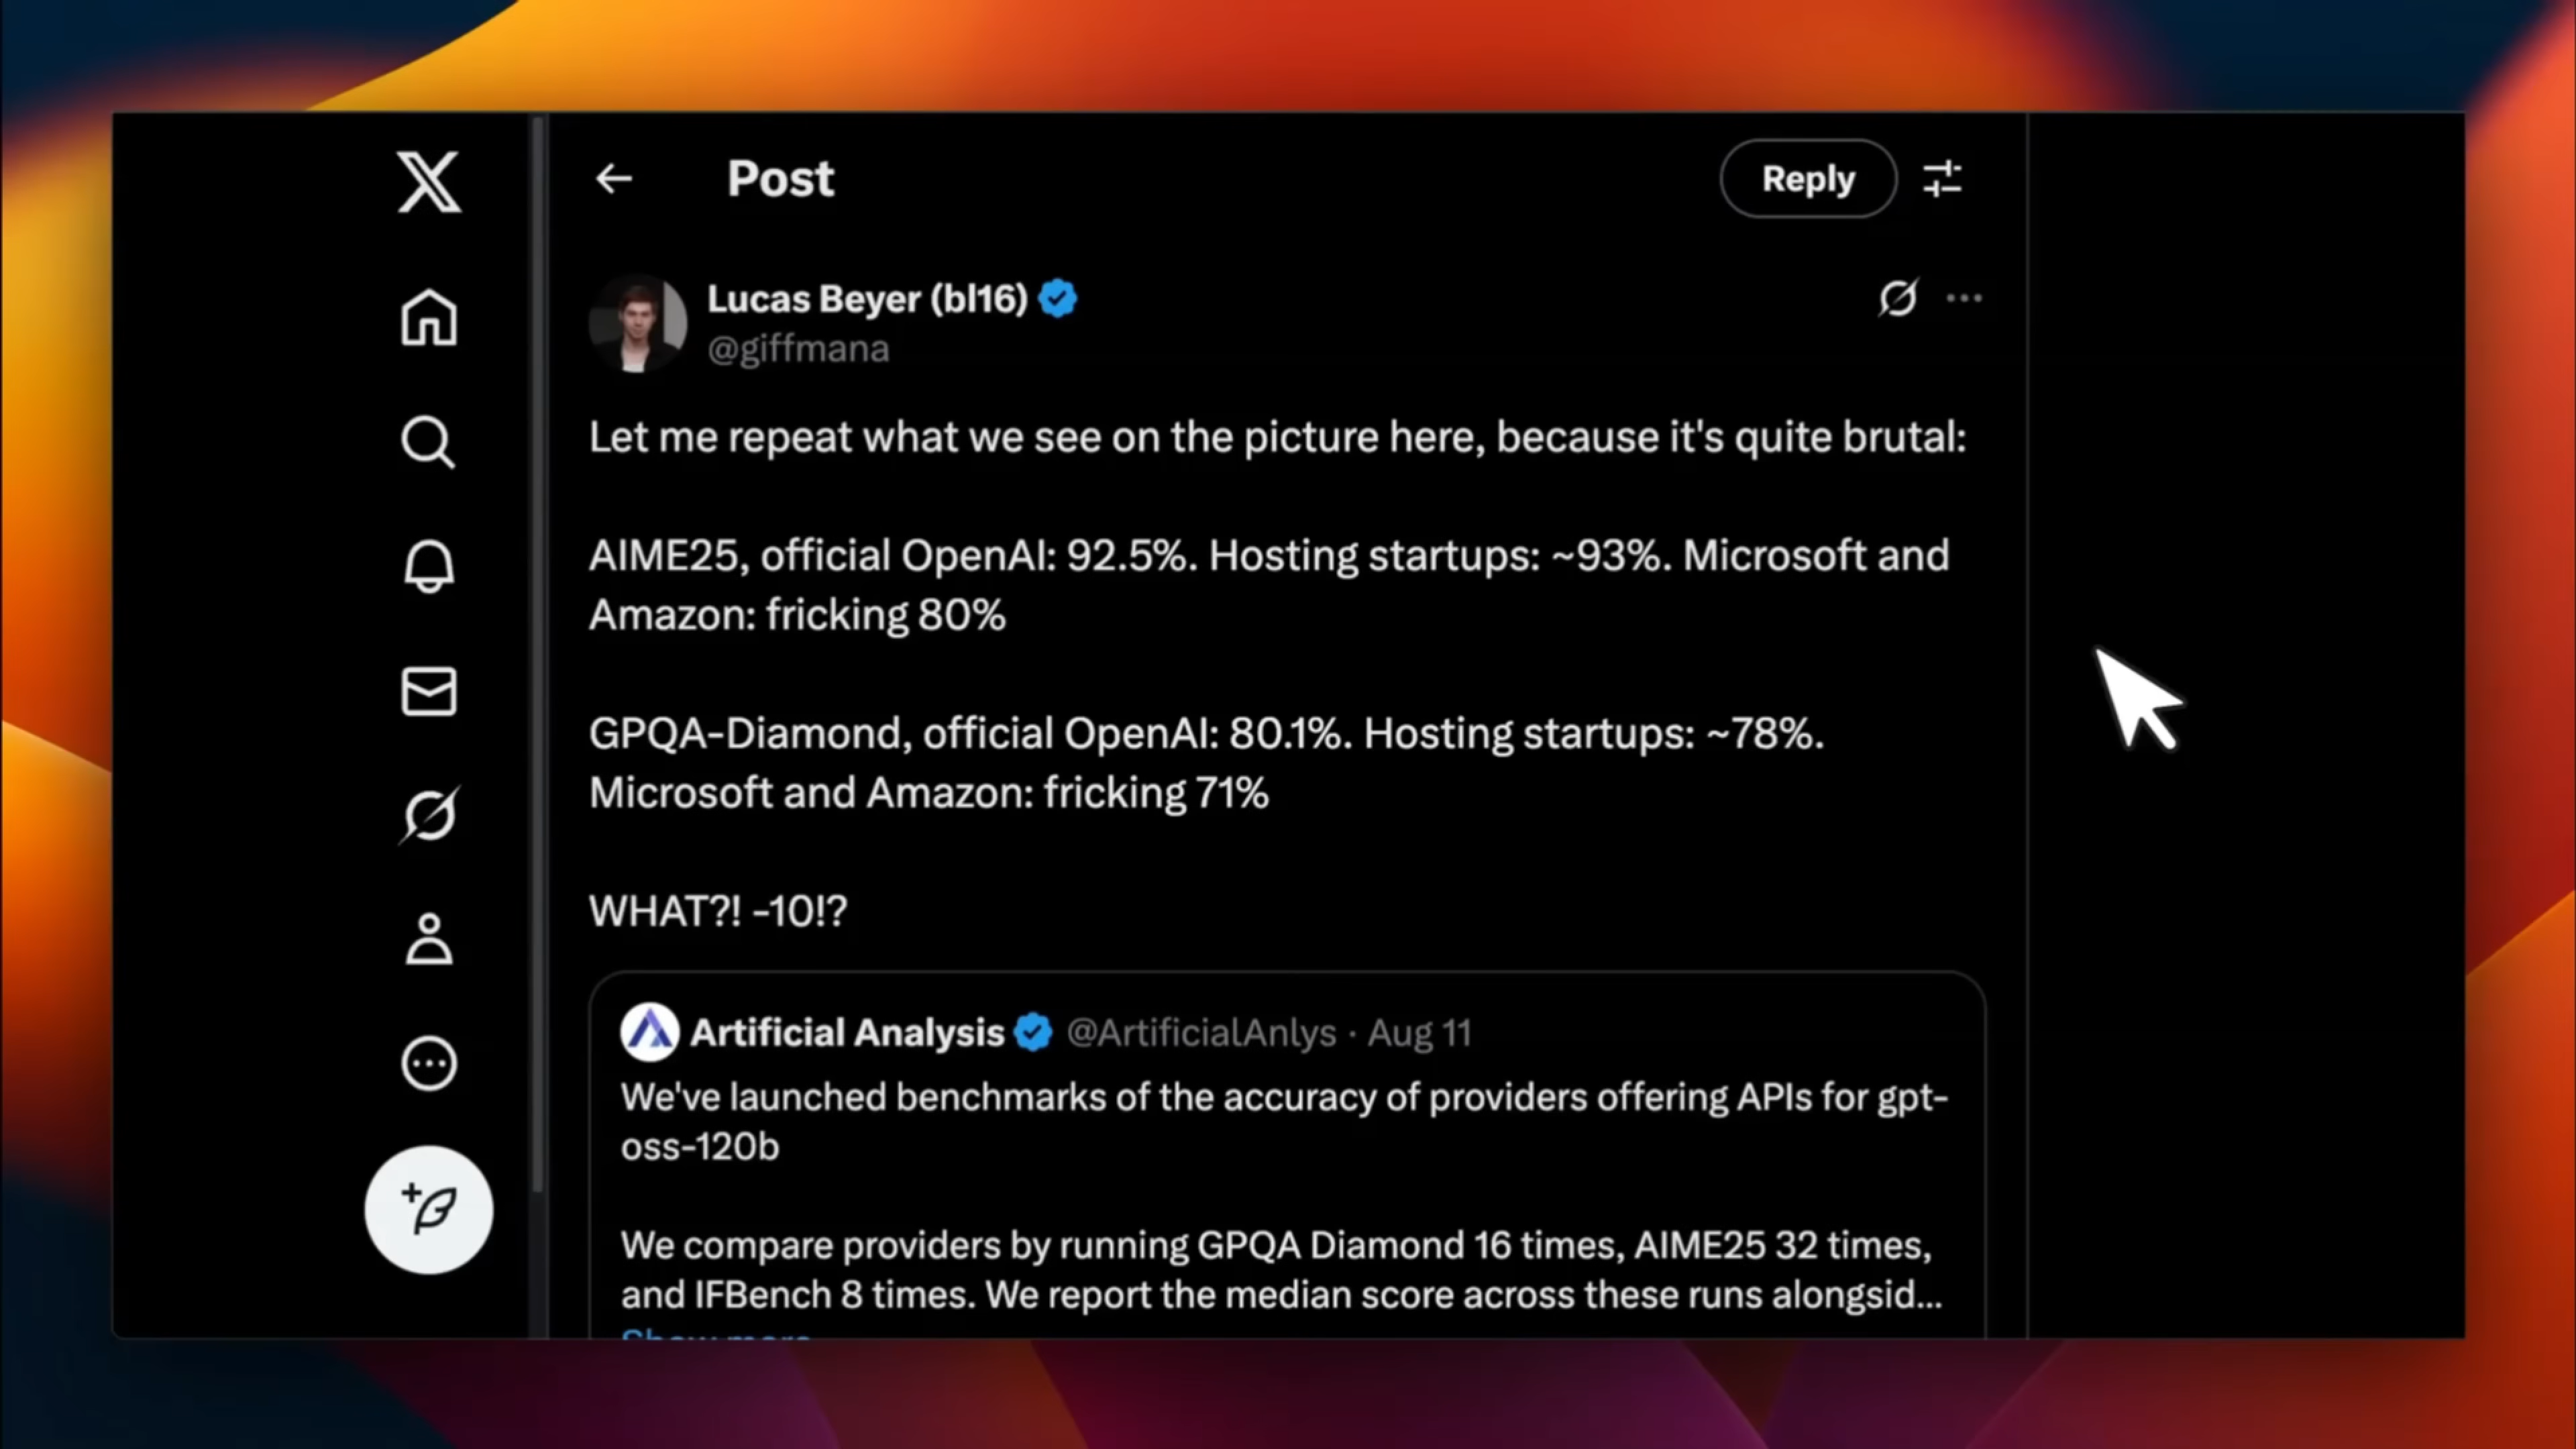 Post
Reply
Lucas Beyer (bl16)
@giffmana
Let me repeat what we see on the picture here, because it's quite brutal:
AIME25, official OpenAI: 92.5%. Hosting startups: ~93%. Microsoft and
Amazon: fricking 80%
GPQA-Diamond, official OpenAI: 80.1%. Hosting startups: ~78%.
Microsoft and Amazon: fricking 71%
WHAT?! -10!?
Artificial Analysis @ArtificialAnlys · Aug 11
We've launched benchmarks of the accuracy of providers offering APIs for gpt-
oss-120b
We compare providers by running GPQA Diamond 16 times, AIME25 32 times,
and IFBench 8 times. We report the median score across these runs alongsid...
Show more